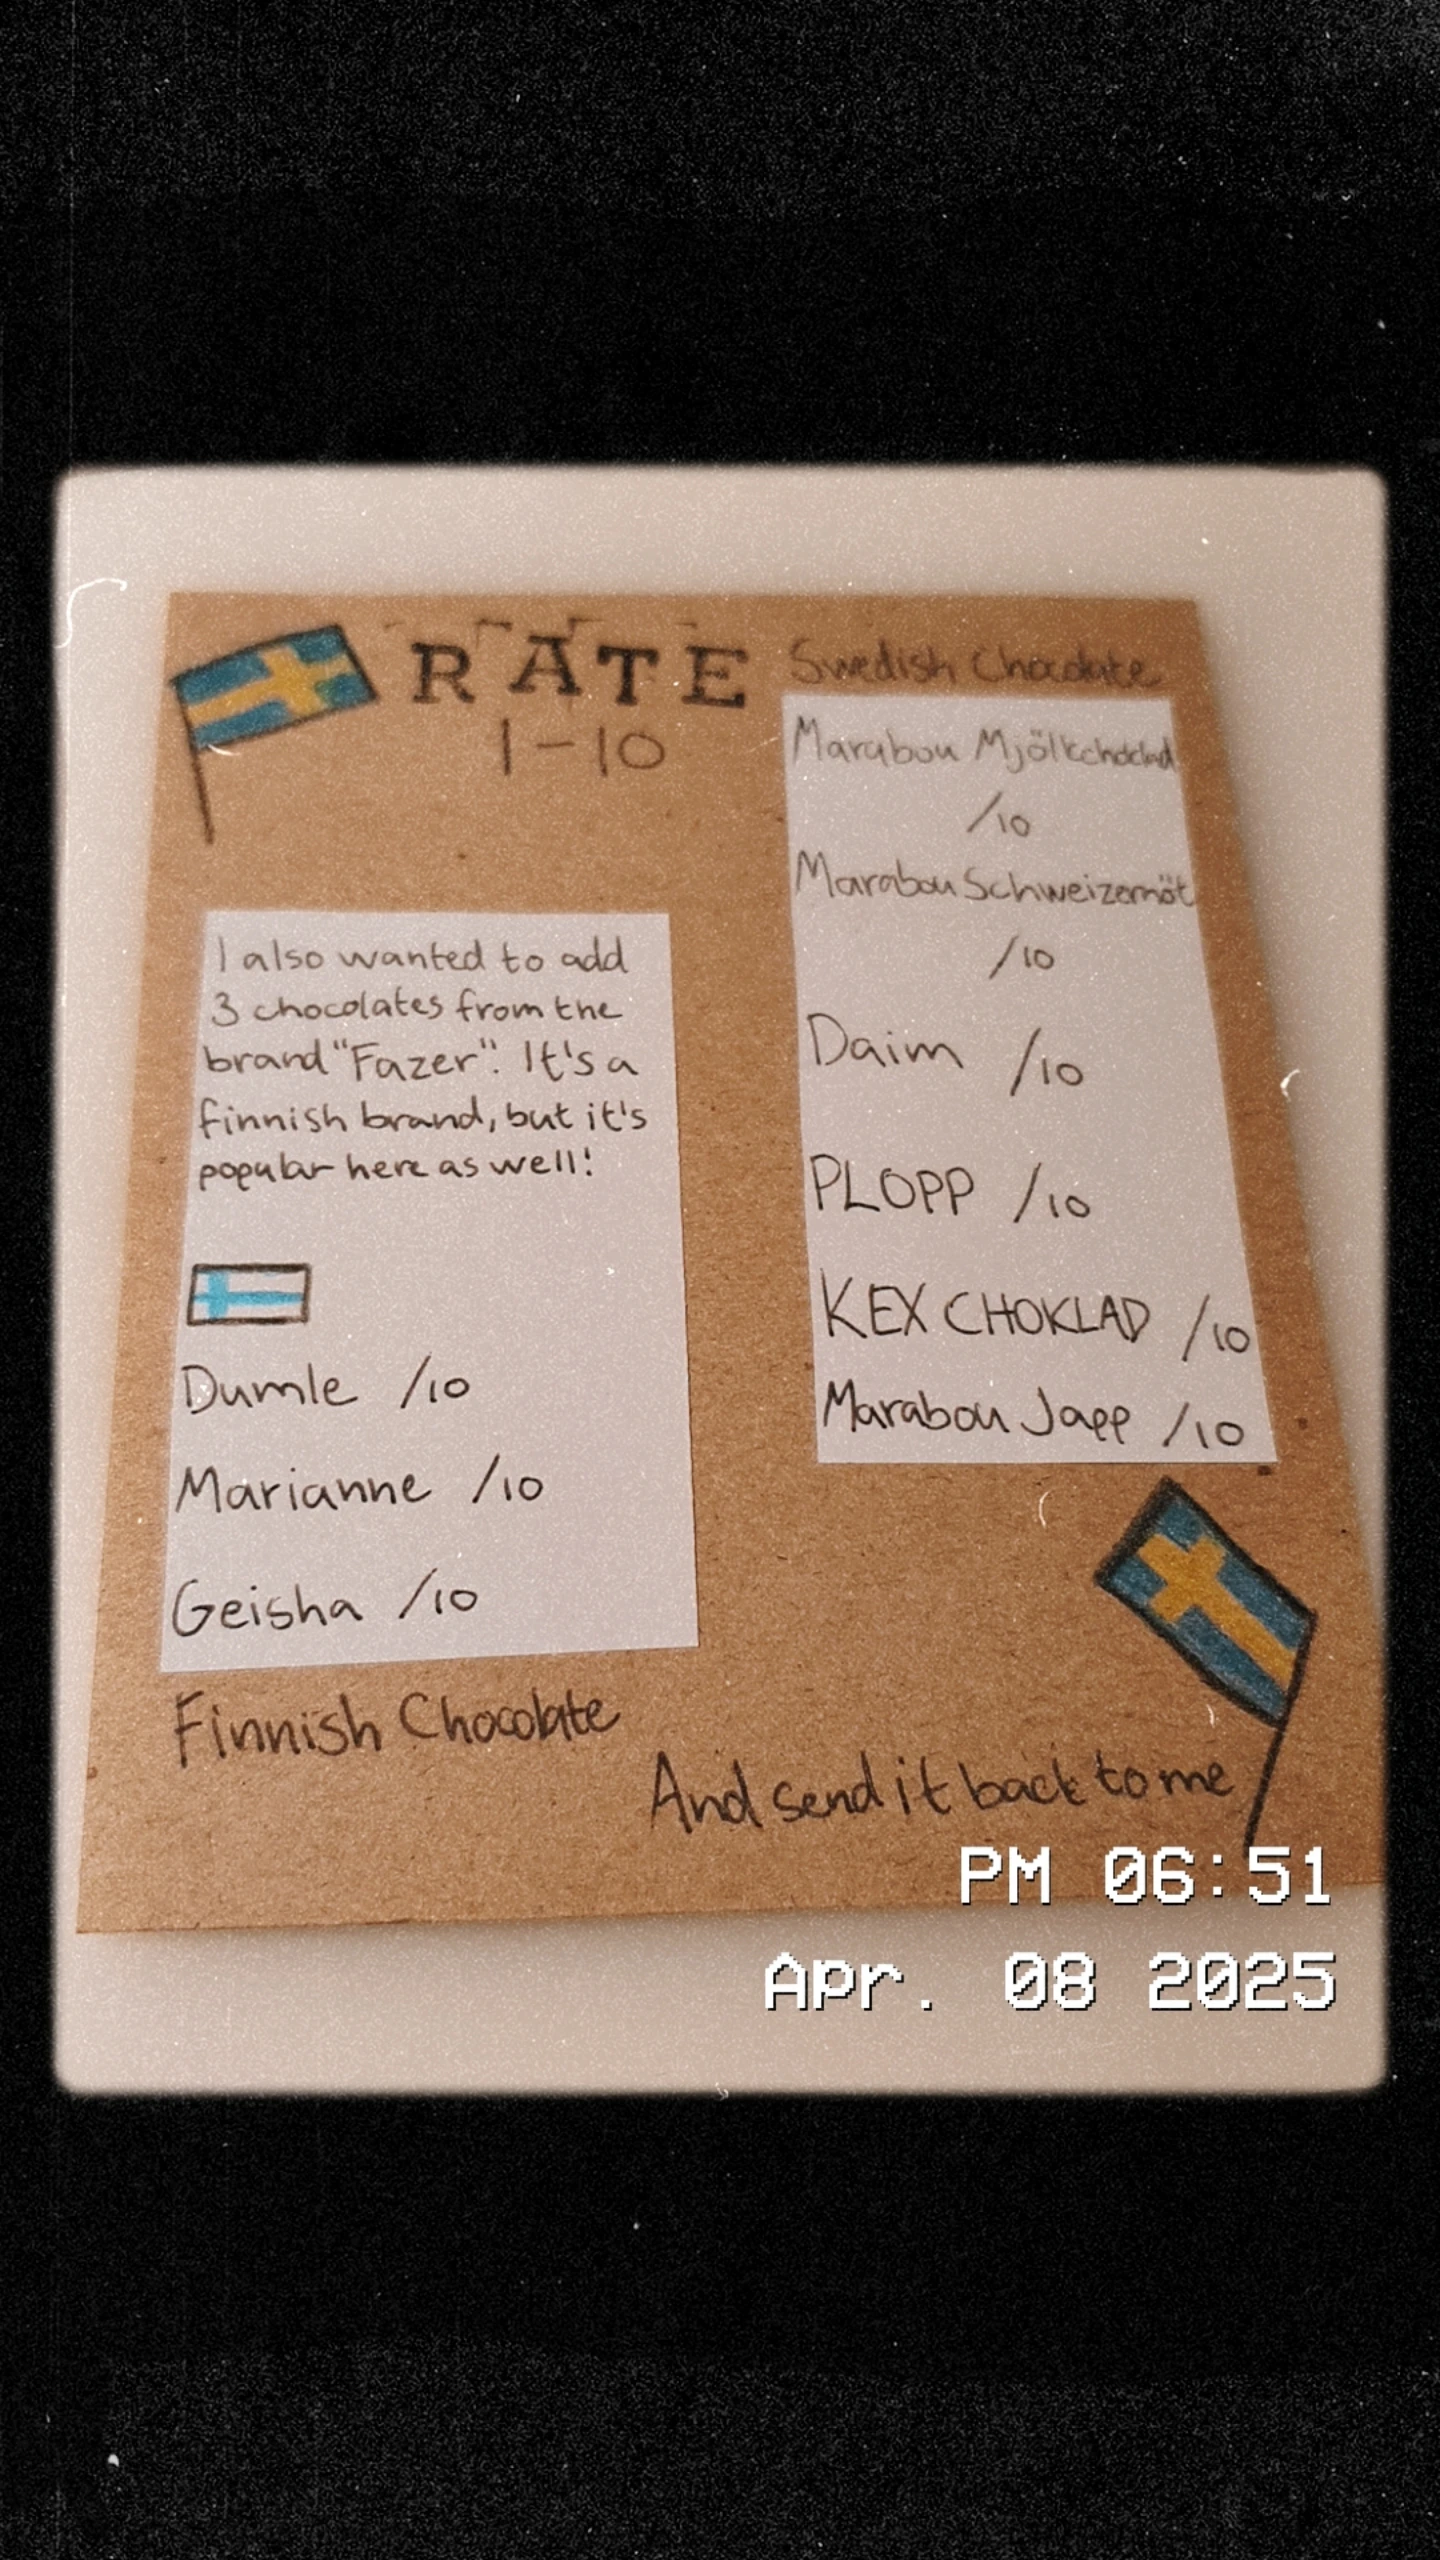 RATE
1-10
Swedish Chocolate
Marabou Mjölkchoklad
/10
Marabou Schweizernöt
/10
Daim /10
PLOPP /10
KEX CHOKLAD /10
Marabou Japp /10
I also wanted to add
3 chocolates from the
brand "Fazer". It's a
finnish brand, but it's
popular here as well!
Dumle /10
Marianne /10
Geisha /10
Finnish Chocolate
And send it back to me
PM 06:51
Apr. 08 2025